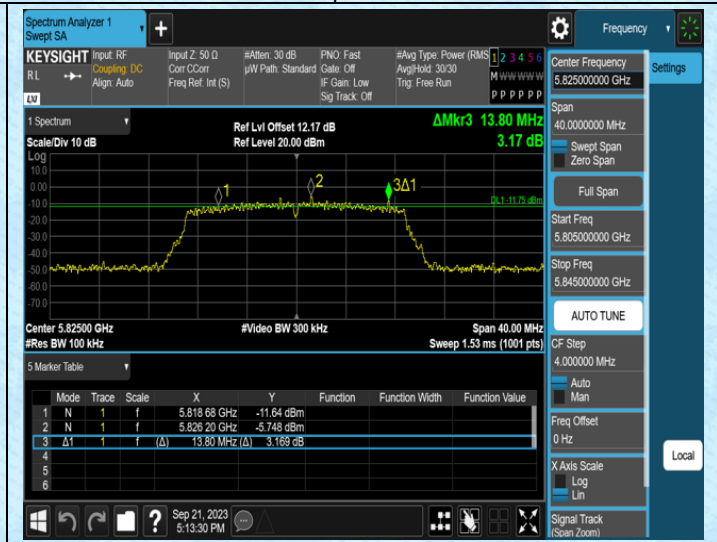 Spectrum Analyzer 1
Swept SA
+
Frequency
KEYSIGHT
RL
Input: RF
Coupling: DC
Align: Auto
Input Z: 50 Ω
Corr CCorr
Freq Ref: Int (S)
#Atten: 30 dB
µW Path: Standard
PNO: Fast
Gate: Off
IF Gain: Low
Sig Track: Off
#Avg Type: Power (RMS
Avg|Hold: 30/30
Trig: Free Run
1 2 3 4 5 6
M W W W W W
P P P P P P
LXI
1 Spectrum
Scale/Div 10 dB
Ref Lvl Offset 12.17 dB
Ref Level 20.00 dBm
ΔMkr3 13.80 MHz
3.17 dB
Log
10.0
0.00
-10.0
-20.0
-30.0
-40.0
-50.0
-60.0
-70.0
1
2
3Δ1
DL1 -11.75 dBm
Center 5.82500 GHz
#Res BW 100 kHz
#Video BW 300 kHz
Span 40.00 MHz
Sweep 1.53 ms (1001 pts)
5 Marker Table
Mode Trace Scale X Y Function Function Width Function Value
1 N 1 f 5.818 68 GHz -11.64 dBm
2 N 1 f 5.826 20 GHz -5.748 dBm
3 Δ1 1 f (Δ) 13.80 MHz (Δ) 3.169 dB
4
5
6
Sep 21, 2023
5:13:30 PM
?
Center Frequency
5.825000000 GHz
Span
40.0000000 MHz
Swept Span
Zero Span
Full Span
Start Freq
5.805000000 GHz
Stop Freq
5.845000000 GHz
AUTO TUNE
CF Step
4.000000 MHz
Auto
Man
Freq Offset
0 Hz
X Axis Scale
Log
Lin
Signal Track
(Span Zoom)
Settings
Local